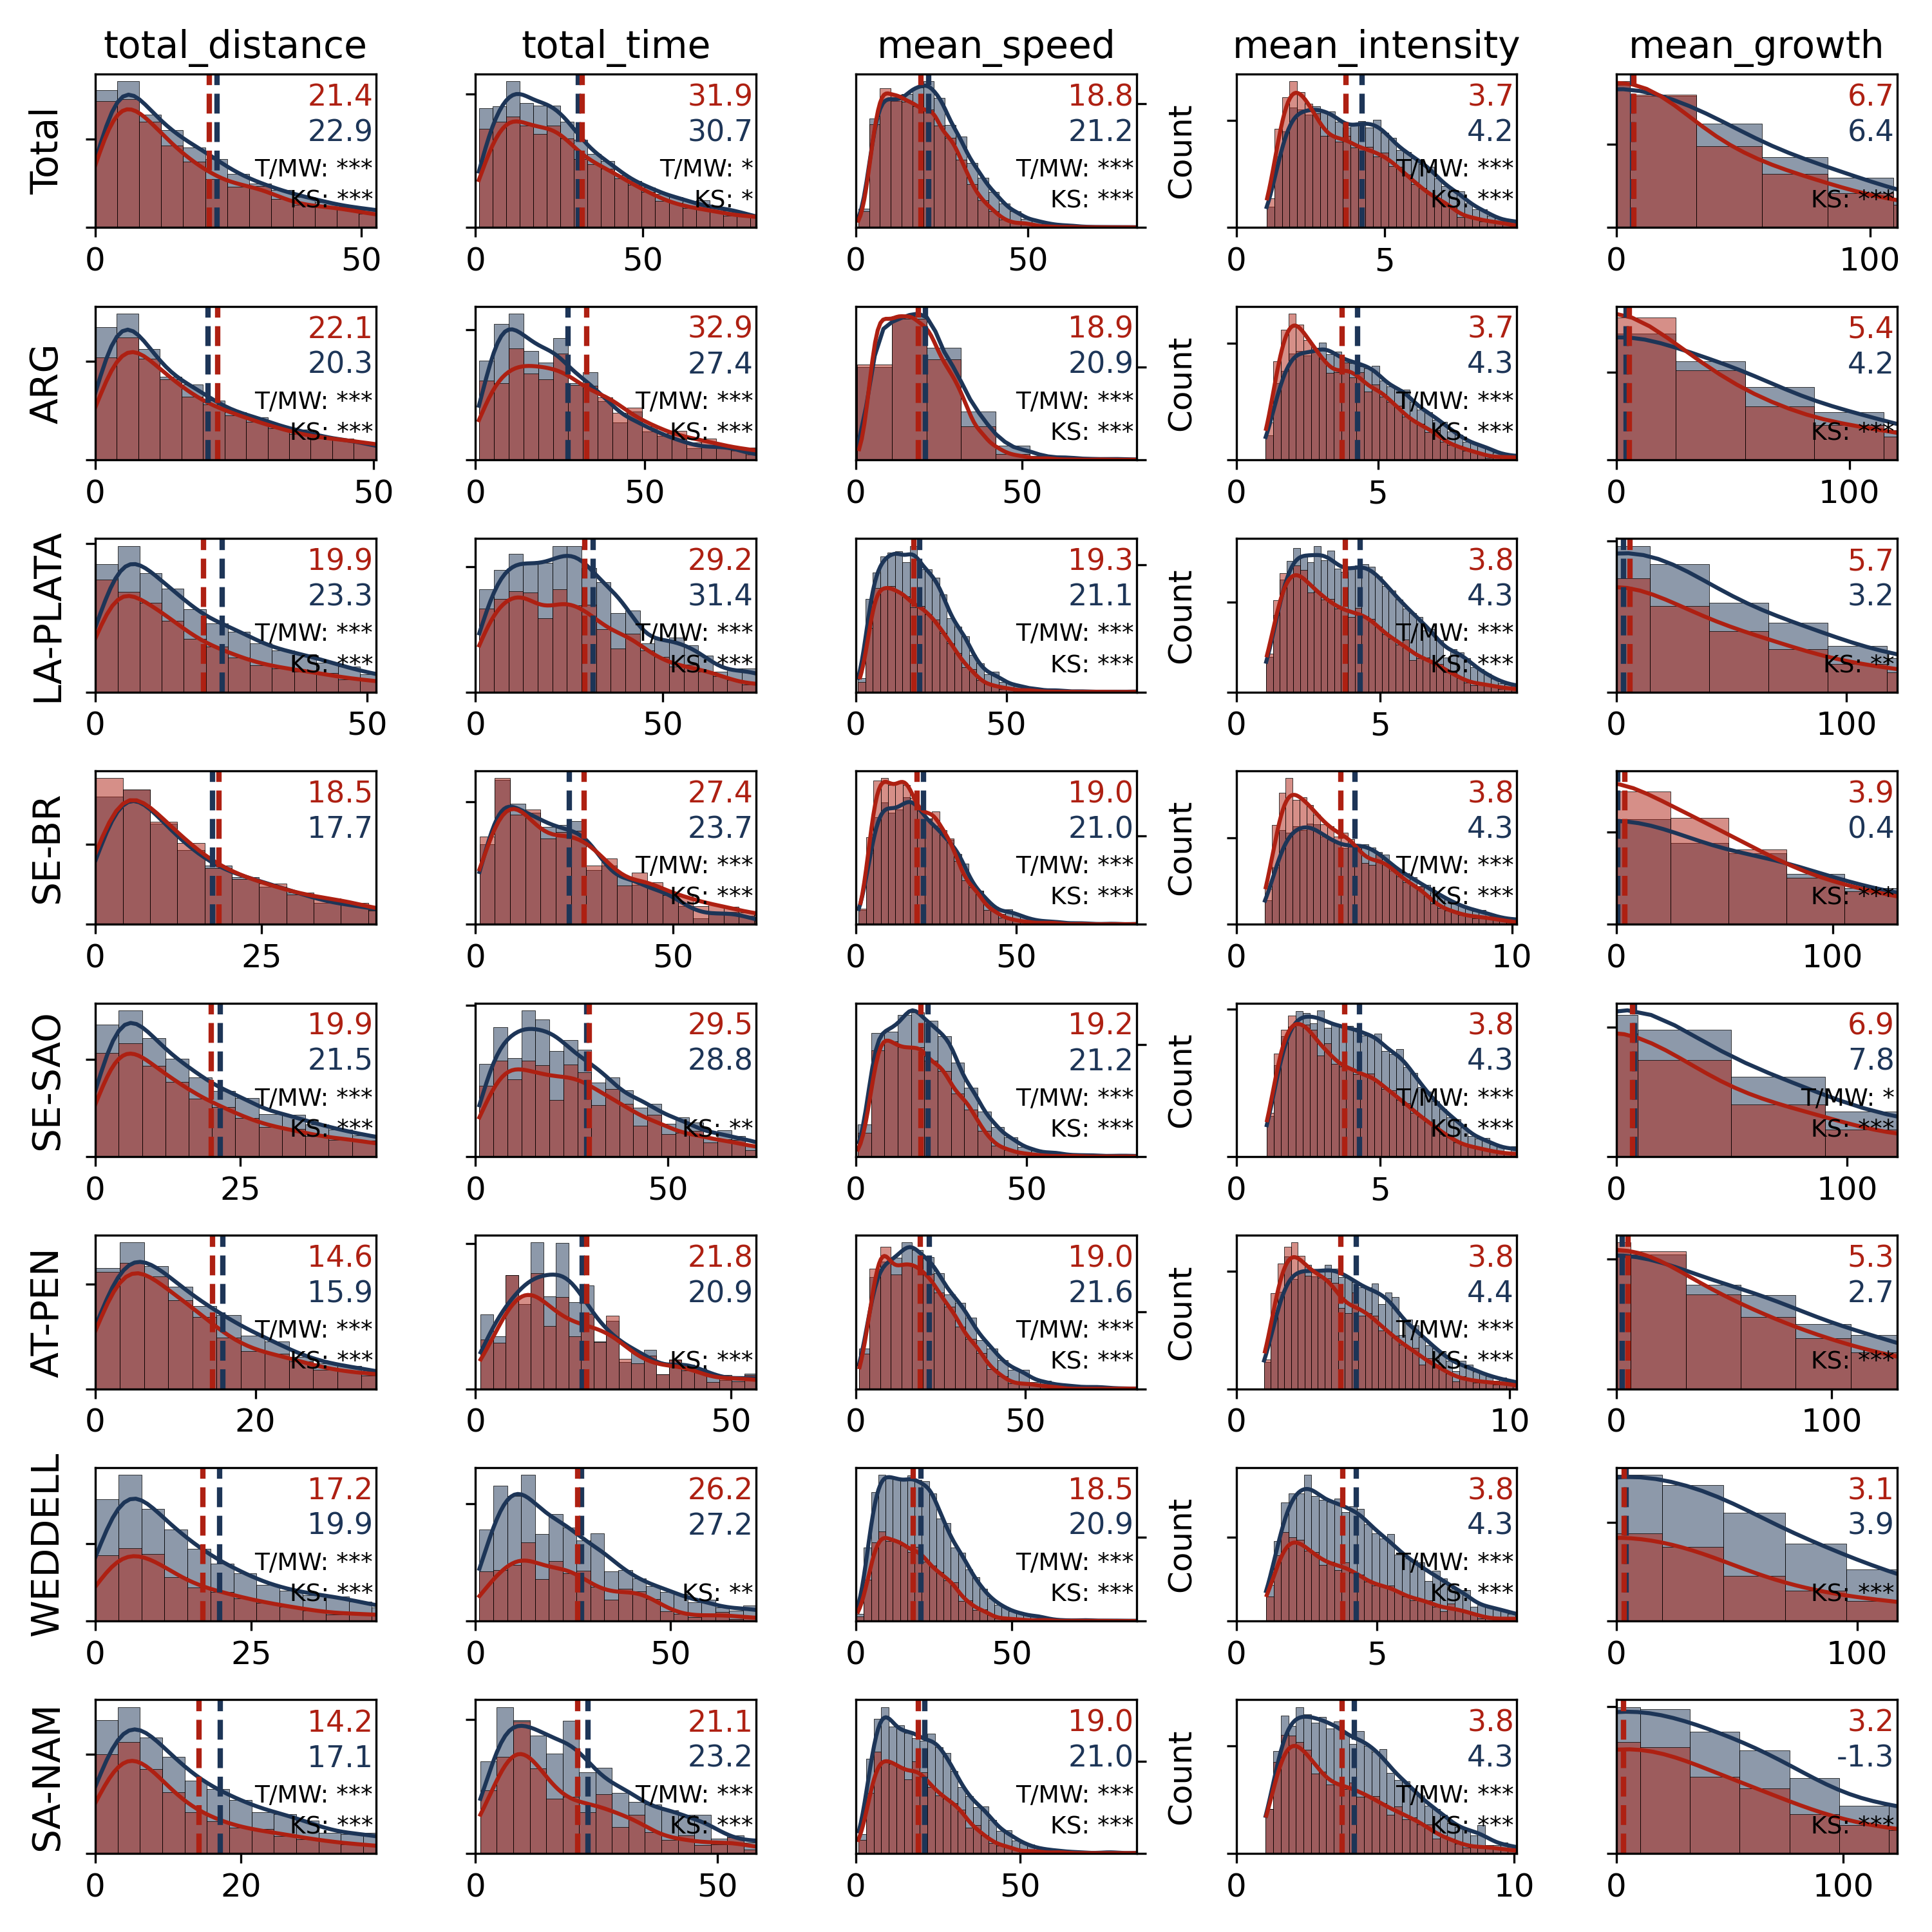 total_distance total_time mean_speed mean_intensity mean_growth
Total
21.4
22.9
T/MW: ***
KS: ***
0 50
31.9
30.7
T/MW: *
KS: *
0 50
18.8
21.2
T/MW: ***
KS: ***
0 50
Count
3.7
4.2
T/MW: ***
KS: ***
0 5
6.7
6.4
KS: ***
0 100
ARG
22.1
20.3
T/MW: ***
KS: ***
0 50
32.9
27.4
T/MW: ***
KS: ***
0 50
18.9
20.9
T/MW: ***
KS: ***
0 50
Count
3.7
4.3
T/MW: ***
KS: ***
0 5
5.4
4.2
KS: ***
0 100
LA-PLATA
19.9
23.3
T/MW: ***
KS: ***
0 50
29.2
31.4
T/MW: ***
KS: ***
0 50
19.3
21.1
T/MW: ***
KS: ***
0 50
Count
3.8
4.3
T/MW: ***
KS: ***
0 5
5.7
3.2
KS: **
0 100
SE-BR
18.5
17.7
0 25
27.4
23.7
T/MW: ***
KS: ***
0 50
19.0
21.0
T/MW: ***
KS: ***
0 50
Count
3.8
4.3
T/MW: ***
KS: ***
0 10
3.9
0.4
KS: ***
0 100
SE-SAO
19.9
21.5
T/MW: ***
KS: ***
0 25
29.5
28.8
KS: **
0 50
19.2
21.2
T/MW: ***
KS: ***
0 50
Count
3.8
4.3
T/MW: ***
KS: ***
0 5
6.9
7.8
T/MW: *
KS: ***
0 100
AT-PEN
14.6
15.9
T/MW: ***
KS: ***
0 20
21.8
20.9
KS: ***
0 50
19.0
21.6
T/MW: ***
KS: ***
0 50
Count
3.8
4.4
T/MW: ***
KS: ***
0 10
5.3
2.7
KS: ***
0 100
WEDDELL
17.2
19.9
T/MW: ***
KS: ***
0 25
26.2
27.2
KS: **
0 50
18.5
20.9
T/MW: ***
KS: ***
0 50
Count
3.8
4.3
T/MW: ***
KS: ***
0 5
3.1
3.9
KS: ***
0 100
SA-NAM
14.2
17.1
T/MW: ***
KS: ***
0 20
21.1
23.2
T/MW: ***
KS: ***
0 50
19.0
21.0
T/MW: ***
KS: ***
0 50
Count
3.8
4.3
T/MW: ***
KS: ***
0 10
3.2
-1.3
KS: ***
0 100